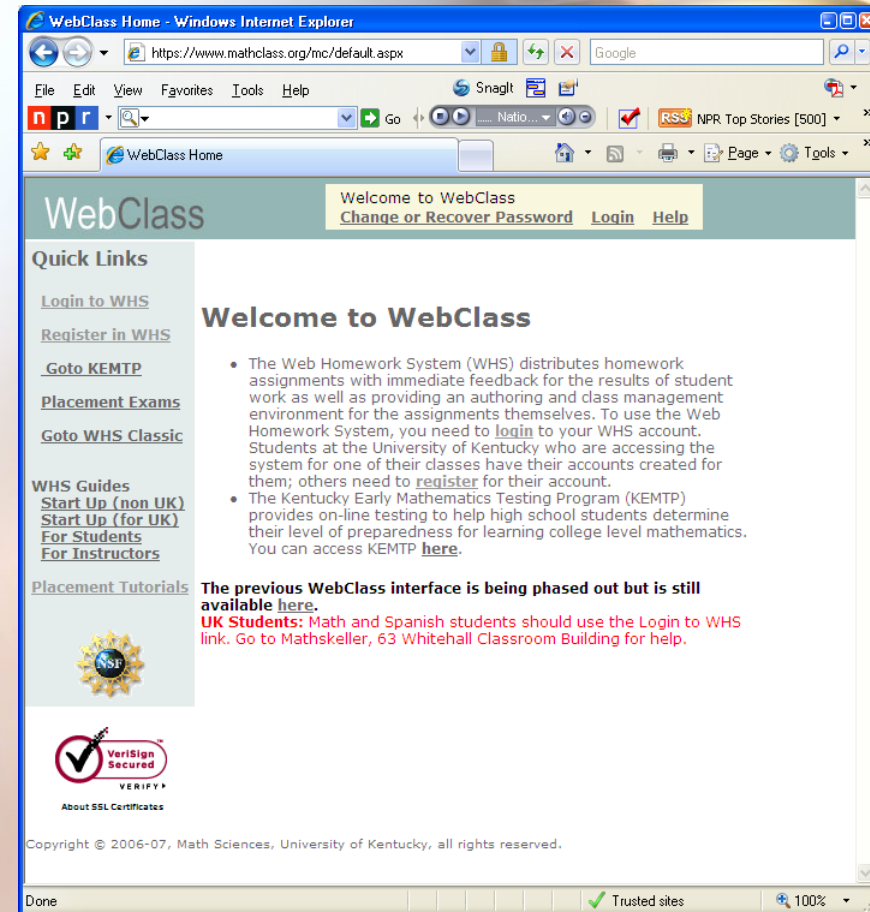 WebClass Home - Windows Internet Explorer
https://www.mathclass.org/mc/default.aspx
Google
File Edit View Favorites Tools Help
SnagIt
npr
Go
..... Natio...
RSS NPR Top Stories [500]
WebClass Home
Page Tools
WebClass
Welcome to WebClass
Change or Recover Password Login Help
Quick Links
Login to WHS
Register in WHS
Goto KEMTP
Placement Exams
Goto WHS Classic
WHS Guides
Start Up (non UK)
Start Up (for UK)
For Students
For Instructors
Placement Tutorials
NSF
VeriSign
Secured
VERIFY
About SSL Certificates
Welcome to WebClass
• The Web Homework System (WHS) distributes homework
assignments with immediate feedback for the results of student
work as well as providing an authoring and class management
environment for the assignments themselves. To use the Web
Homework System, you need to login to your WHS account.
Students at the University of Kentucky who are accessing the
system for one of their classes have their accounts created for
them; others need to register for their account.
• The Kentucky Early Mathematics Testing Program (KEMTP)
provides on-line testing to help high school students determine
their level of preparedness for learning college level mathematics.
You can access KEMTP here.
The previous WebClass interface is being phased out but is still
available here.
UK Students: Math and Spanish students should use the Login to WHS
link. Go to Mathskeller, 63 Whitehall Classroom Building for help.
Copyright © 2006-07, Math Sciences, University of Kentucky, all rights reserved.
Done
Trusted sites
100%